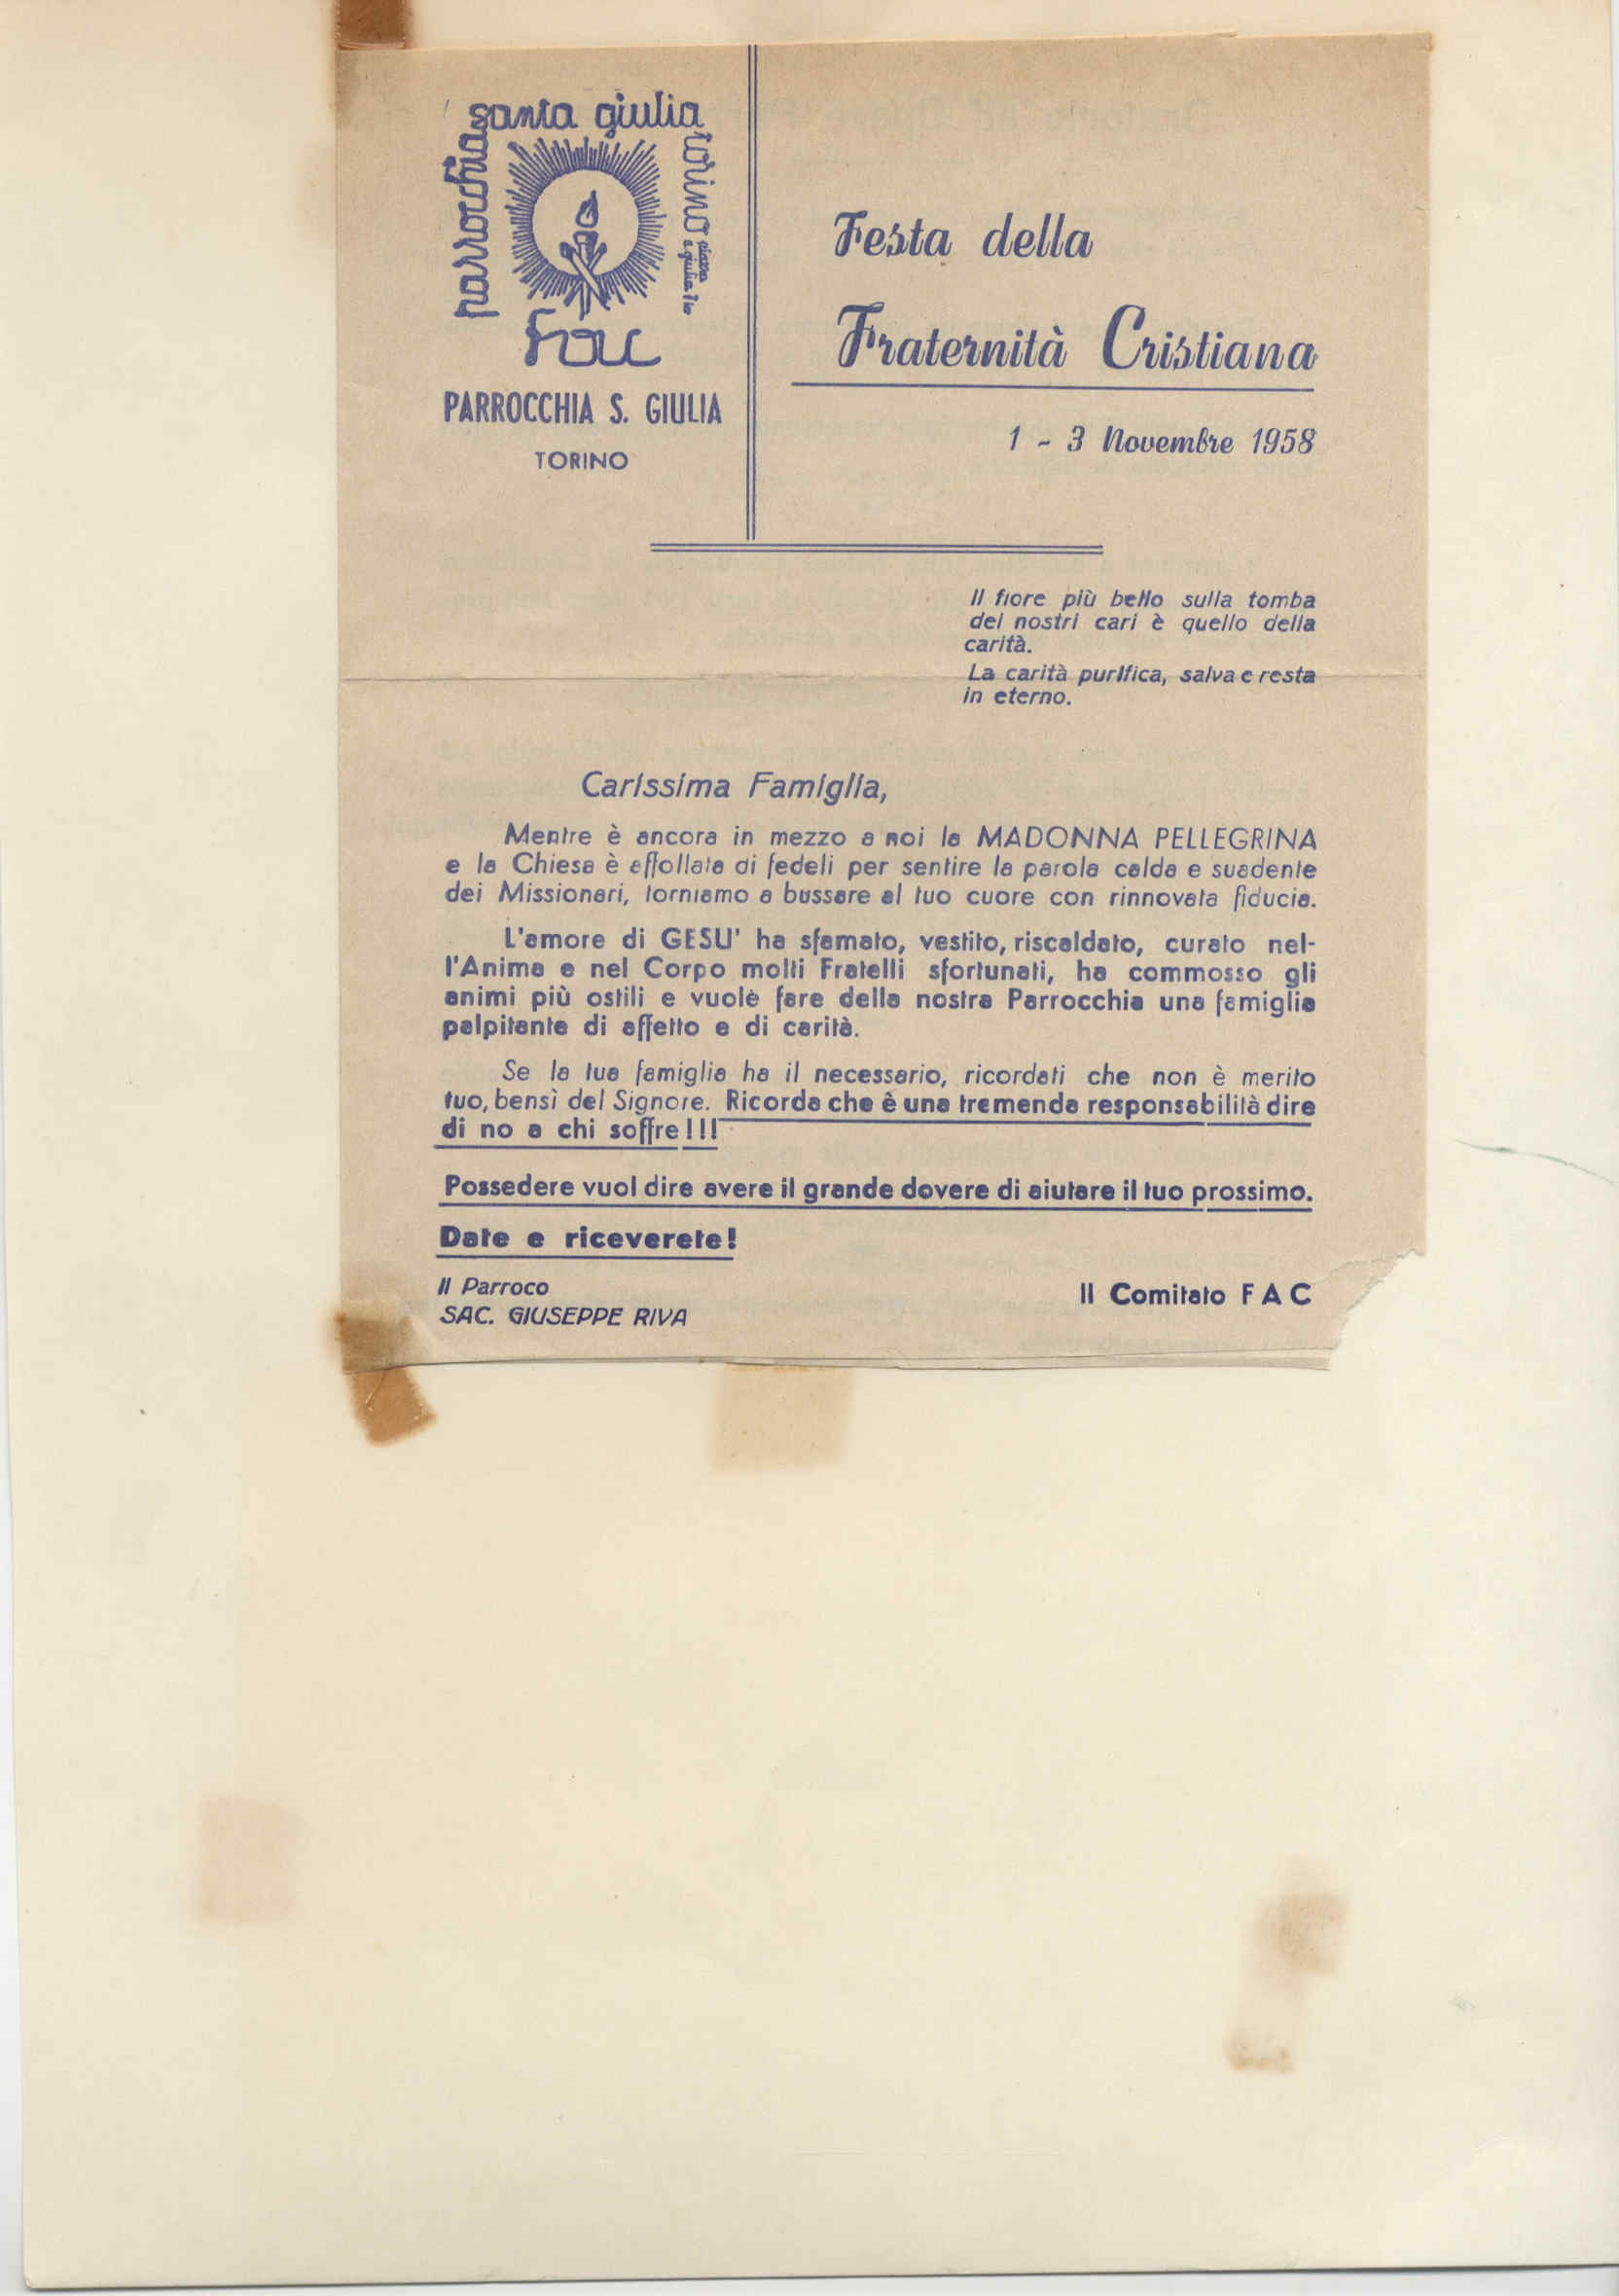 parrocchia santa giulia torino piazza s. giulia 7 bis
fac
PARROCCHIA S. GIULIA
TORINO
Festa della
Fraternità Cristiana
1 - 3 Novembre 1958
Il fiore più bello sulla tomba
dei nostri cari è quello della
carità.
La carità purifica, salva e resta
in eterno.
Carissima Famiglia,
Mentre è ancora in mezzo a noi la MADONNA PELLEGRINA
e la Chiesa è affollata di fedeli per sentire la parola calda e suadente
dei Missionari, torniamo a bussare al tuo cuore con rinnovata fiducia.
L'amore di GESU' ha sfamato, vestito, riscaldato, curato nel-
l'Anima e nel Corpo molti Fratelli sfortunati, ha commosso gli
animi più ostili e vuolè fare della nostra Parrocchia una famiglia
palpitante di affetto e di carità.
Se la tua famiglia ha il necessario, ricordati che non è merito
tuo, bensì del Signore. Ricorda che è una tremenda responsabilità dire
di no a chi soffre!!!
Possedere vuol dire avere il grande dovere di aiutare il tuo prossimo.
Date e riceverete!
Il Parroco
SAC. GIUSEPPE RIVA
Il Comitato F A C